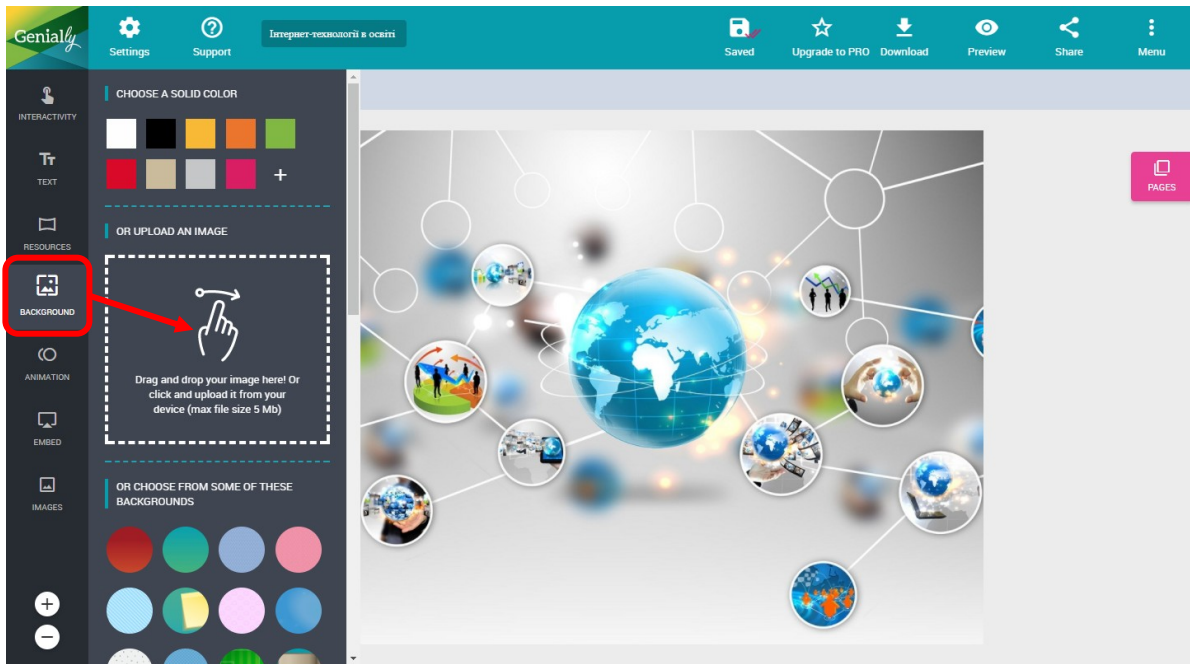 Genially
Settings
Support
Інтернет-технології в освіті
Saved
Upgrade to PRO
Download
Preview
Share
Menu
INTERACTIVITY
TEXT
RESOURCES
BACKGROUND
ANIMATION
EMBED
IMAGES
CHOOSE A SOLID COLOR
+
OR UPLOAD AN IMAGE
Drag and drop your image here! Or
click and upload it from your
device (max file size 5 Mb)
OR CHOOSE FROM SOME OF THESE
BACKGROUNDS
PAGES